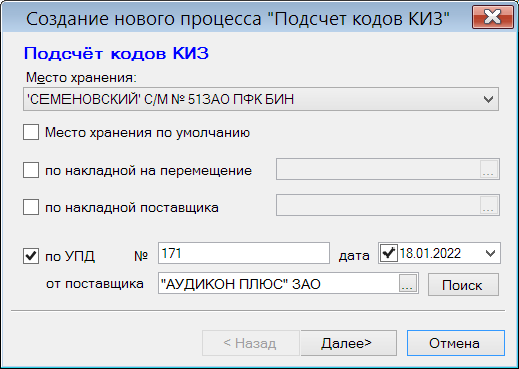 Создание нового процесса "Подсчет кодов КИЗ"
Подсчёт кодов КИЗ
Место хранения:
'СЕМЕНОВСКИЙ' С/М № 51ЗАО ПФК БИН
Место хранения по умолчанию
по накладной на перемещение ...
по накладной поставщика ...
по УПД № 171 дата 18.01.2022
от поставщика "АУДИКОН ПЛЮС" ЗАО ... Поиск
< Назад Далее> Отмена